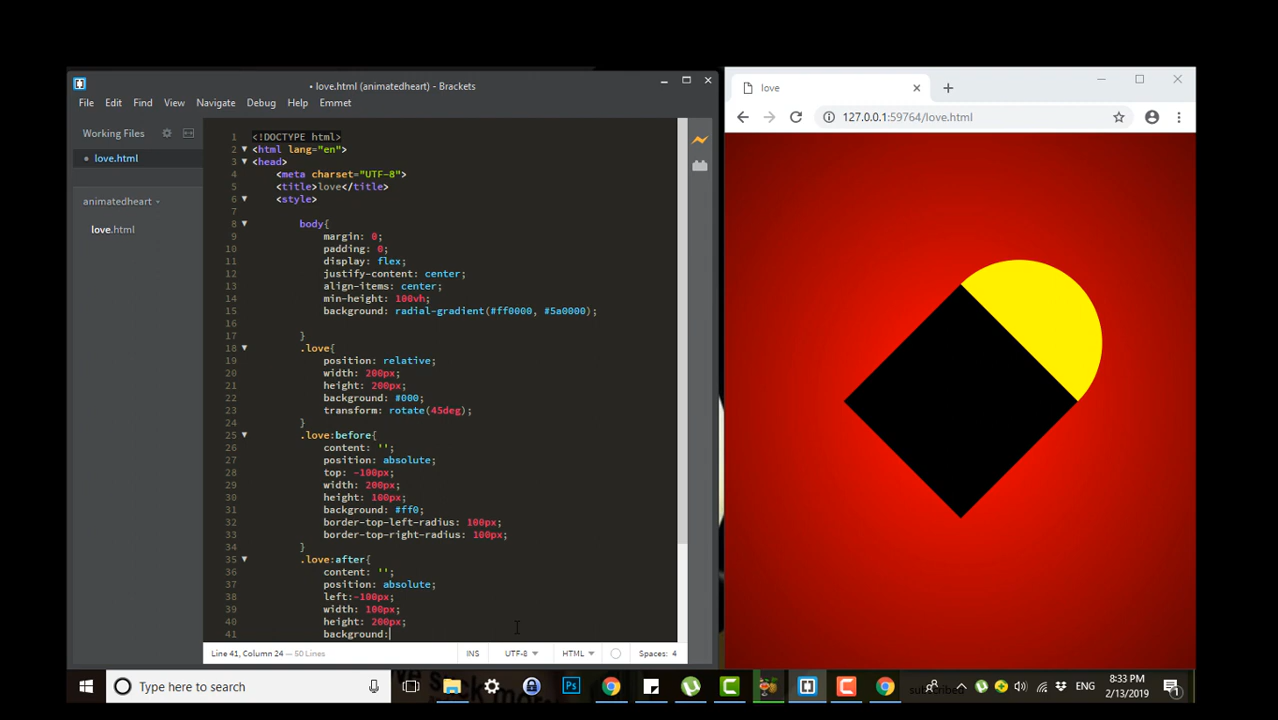 love.html (animatedheart) - Brackets
File Edit Find View Navigate Debug Help Emmet
Working Files
love.html
animatedheart
love.html
1 <!DOCTYPE html>
2 <html lang="en">
3 <head>
4 <meta charset="UTF-8">
5 <title>love</title>
6 <style>
7
8 body{
9 margin: 0;
10 padding: 0;
11 display: flex;
12 justify-content: center;
13 align-items: center;
14 min-height: 100vh;
15 background: radial-gradient(#ff0000, #5a0000);
16
17 }
18 .love{
19 position: relative;
20 width: 200px;
21 height: 200px;
22 background: #000;
23 transform: rotate(45deg);
24 }
25 .love:before{
26 content: '';
27 position: absolute;
28 top: -100px;
29 width: 200px;
30 height: 100px;
31 background: #ff0;
32 border-top-left-radius: 100px;
33 border-top-right-radius: 100px;
34 }
35 .love:after{
36 content: '';
37 position: absolute;
38 left:-100px;
39 width: 100px;
40 height: 200px;
41 background:
Line 41, Column 24 — 50 Lines
INS UTF-8 HTML Spaces: 4
love
127.0.0.1:59764/love.html
Type here to search
subscribed
ENG
8:33 PM
2/13/2019
1